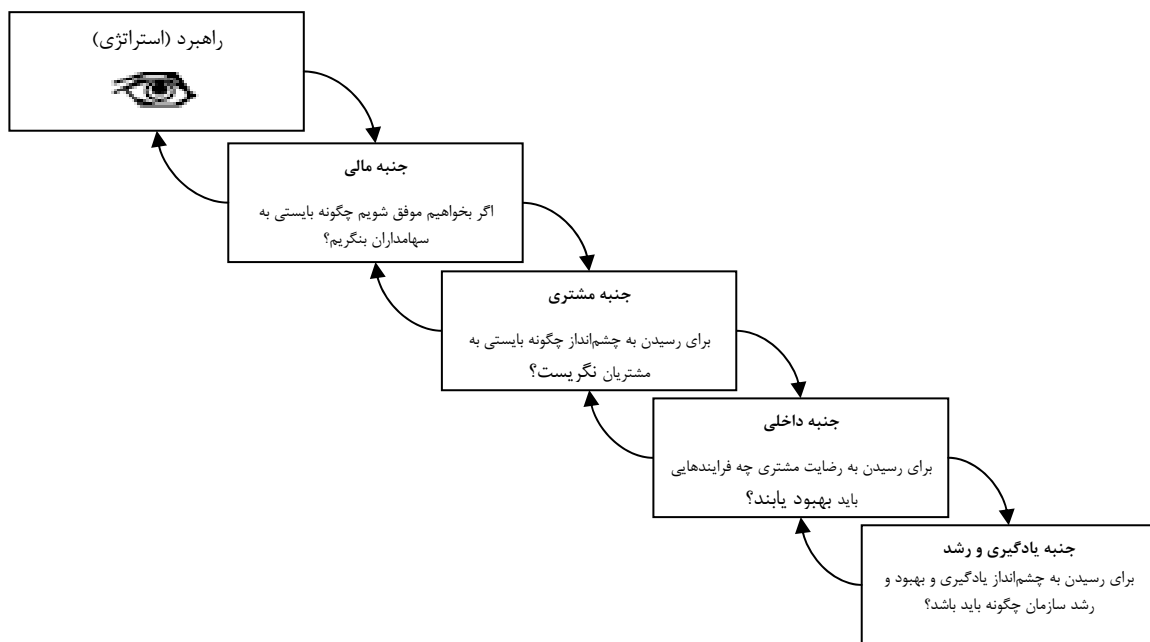 راهبرد (استراتژی)
جنبه مالی
اگر بخواهیم موفق شویم چگونه بایستی به
سهامداران بنگریم؟
جنبه مشتری
برای رسیدن به چشم‌انداز چگونه بایستی به
مشتریان نگریست؟
جنبه داخلی
برای رسیدن به رضایت مشتری چه فرایندهایی
باید بهبود یابند؟
جنبه یادگیری و رشد
برای رسیدن به چشم‌انداز یادگیری و بهبود و
رشد سازمان چگونه باید باشد؟